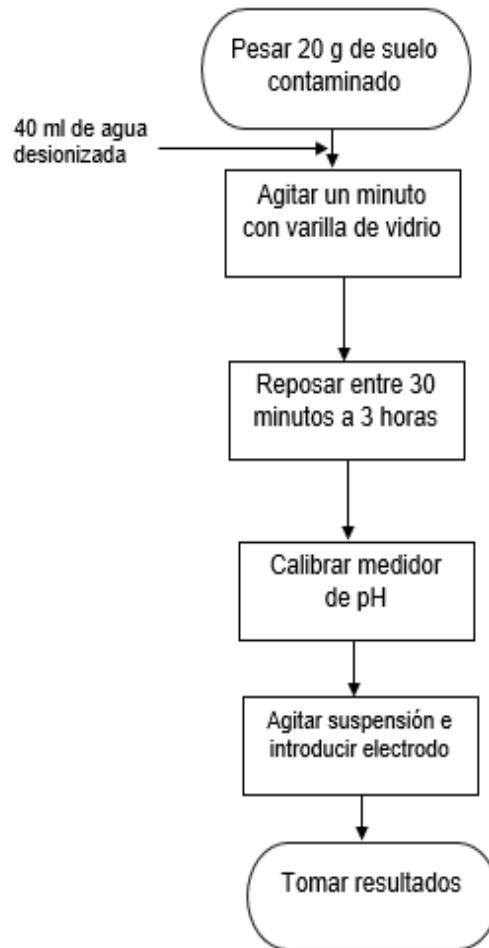 Pesar 20 g de suelo
contaminado
40 ml de agua
desionizada
Agitar un minuto
con varilla de vidrio
Reposar entre 30
minutos a 3 horas
Calibrar medidor
de pH
Agitar suspensión e
introducir electrodo
Tomar resultados